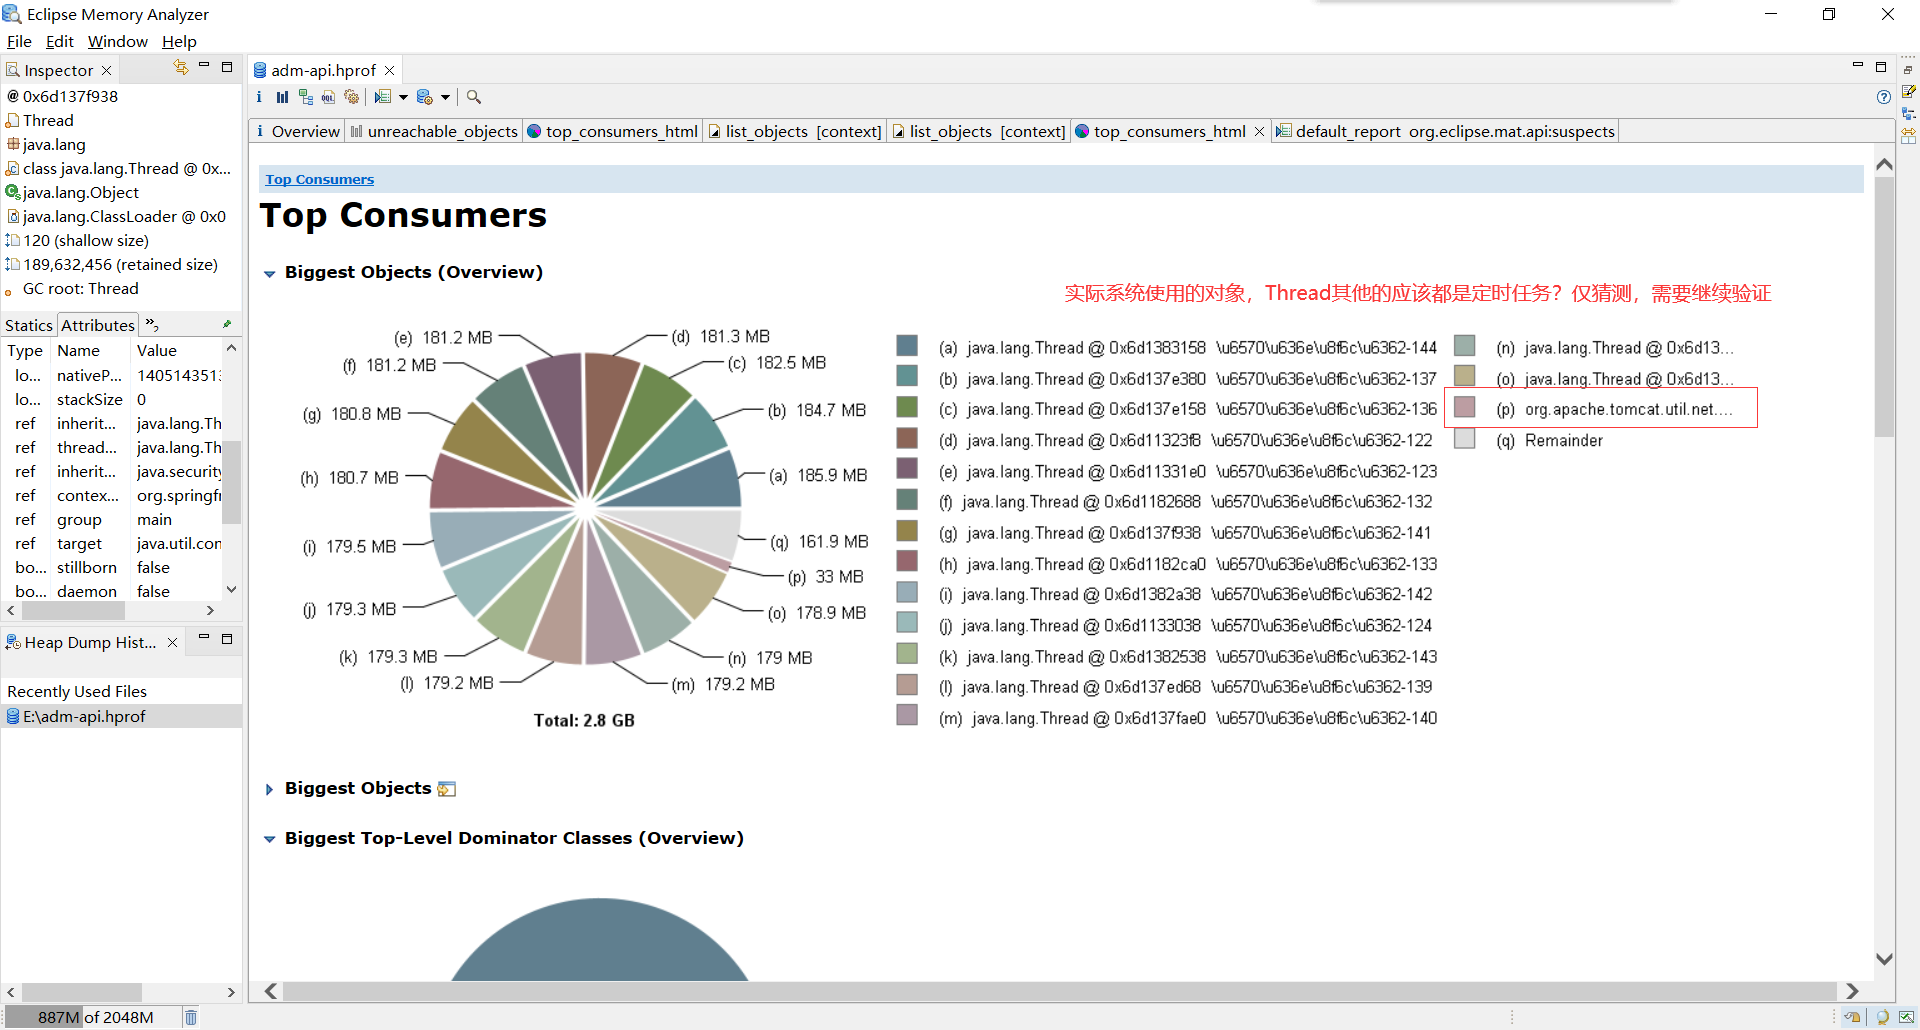 Eclipse Memory Analyzer
File Edit Window Help
Inspector
@ 0x6d137f938
Thread
java.lang
class java.lang.Thread @ 0x...
java.lang.Object
java.lang.ClassLoader @ 0x0
120 (shallow size)
189,632,456 (retained size)
GC root: Thread
Statics Attributes »2
Type Name Value
lo... nativeP... 140514351
lo... stackSize 0
ref inherit... java.lang.Th
ref thread... java.lang.Th
ref inherit... java.security
ref contex... org.springfr
ref group main
ref target java.util.con
bo... stillborn false
bo... daemon false
Heap Dump Hist...
Recently Used Files
E:\adm-api.hprof
887M of 2048M
adm-api.hprof
i Overview unreachable_objects top_consumers_html list_objects [context] list_objects [context] top_consumers_html default_report org.eclipse.mat.api:suspects
Top Consumers
Top Consumers
Biggest Objects (Overview)
实际系统使用的对象，Thread其他的应该都是定时任务？仅猜测，需要继续验证
(e) 181.2 MB
(d) 181.3 MB
(f) 181.2 MB
(c) 182.5 MB
(g) 180.8 MB
(b) 184.7 MB
(h) 180.7 MB
(a) 185.9 MB
(i) 179.5 MB
(q) 161.9 MB
(p) 33 MB
(j) 179.3 MB
(o) 178.9 MB
(k) 179.3 MB
(n) 179 MB
(l) 179.2 MB
(m) 179.2 MB
Total: 2.8 GB
(a) java.lang.Thread @ 0x6d1383158 \u6570\u636e\u8f6c\u6362-144
(b) java.lang.Thread @ 0x6d137e380 \u6570\u636e\u8f6c\u6362-137
(c) java.lang.Thread @ 0x6d137e158 \u6570\u636e\u8f6c\u6362-136
(d) java.lang.Thread @ 0x6d11323f8 \u6570\u636e\u8f6c\u6362-122
(e) java.lang.Thread @ 0x6d11331e0 \u6570\u636e\u8f6c\u6362-123
(f) java.lang.Thread @ 0x6d1182688 \u6570\u636e\u8f6c\u6362-132
(g) java.lang.Thread @ 0x6d137f938 \u6570\u636e\u8f6c\u6362-141
(h) java.lang.Thread @ 0x6d1182ca0 \u6570\u636e\u8f6c\u6362-133
(i) java.lang.Thread @ 0x6d1382a38 \u6570\u636e\u8f6c\u6362-142
(j) java.lang.Thread @ 0x6d1133038 \u6570\u636e\u8f6c\u6362-124
(k) java.lang.Thread @ 0x6d1382538 \u6570\u636e\u8f6c\u6362-143
(l) java.lang.Thread @ 0x6d137ed68 \u6570\u636e\u8f6c\u6362-139
(m) java.lang.Thread @ 0x6d137fae0 \u6570\u636e\u8f6c\u6362-140
(n) java.lang.Thread @ 0x6d13...
(o) java.lang.Thread @ 0x6d13...
(p) org.apache.tomcat.util.net....
(q) Remainder
Biggest Objects
Biggest Top-Level Dominator Classes (Overview)